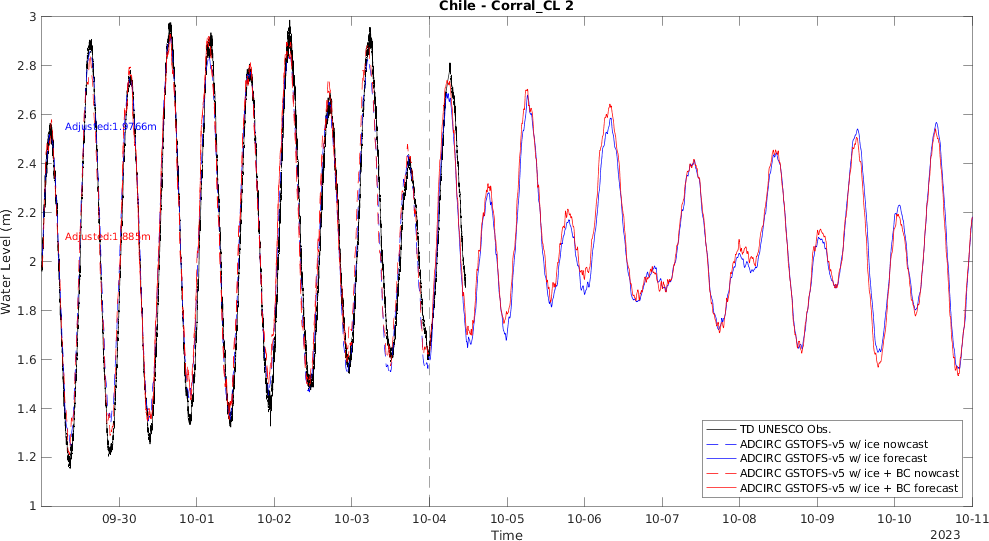 Chile - Corral_CL 2
3
2.8
2.6
2.4
2.2
2
1.8
1.6
1.4
1.2
1
Water Level (m)
Adjusted:1.9766m
Adjusted:1.885m
TD UNESCO Obs.
ADCIRC GSTOFS-v5 w/ ice nowcast
ADCIRC GSTOFS-v5 w/ ice forecast
ADCIRC GSTOFS-v5 w/ ice + BC nowcast
ADCIRC GSTOFS-v5 w/ ice + BC forecast
09-30 10-01 10-02 10-03 10-04 10-05 10-06 10-07 10-08 10-09 10-10 10-11
Time
2023